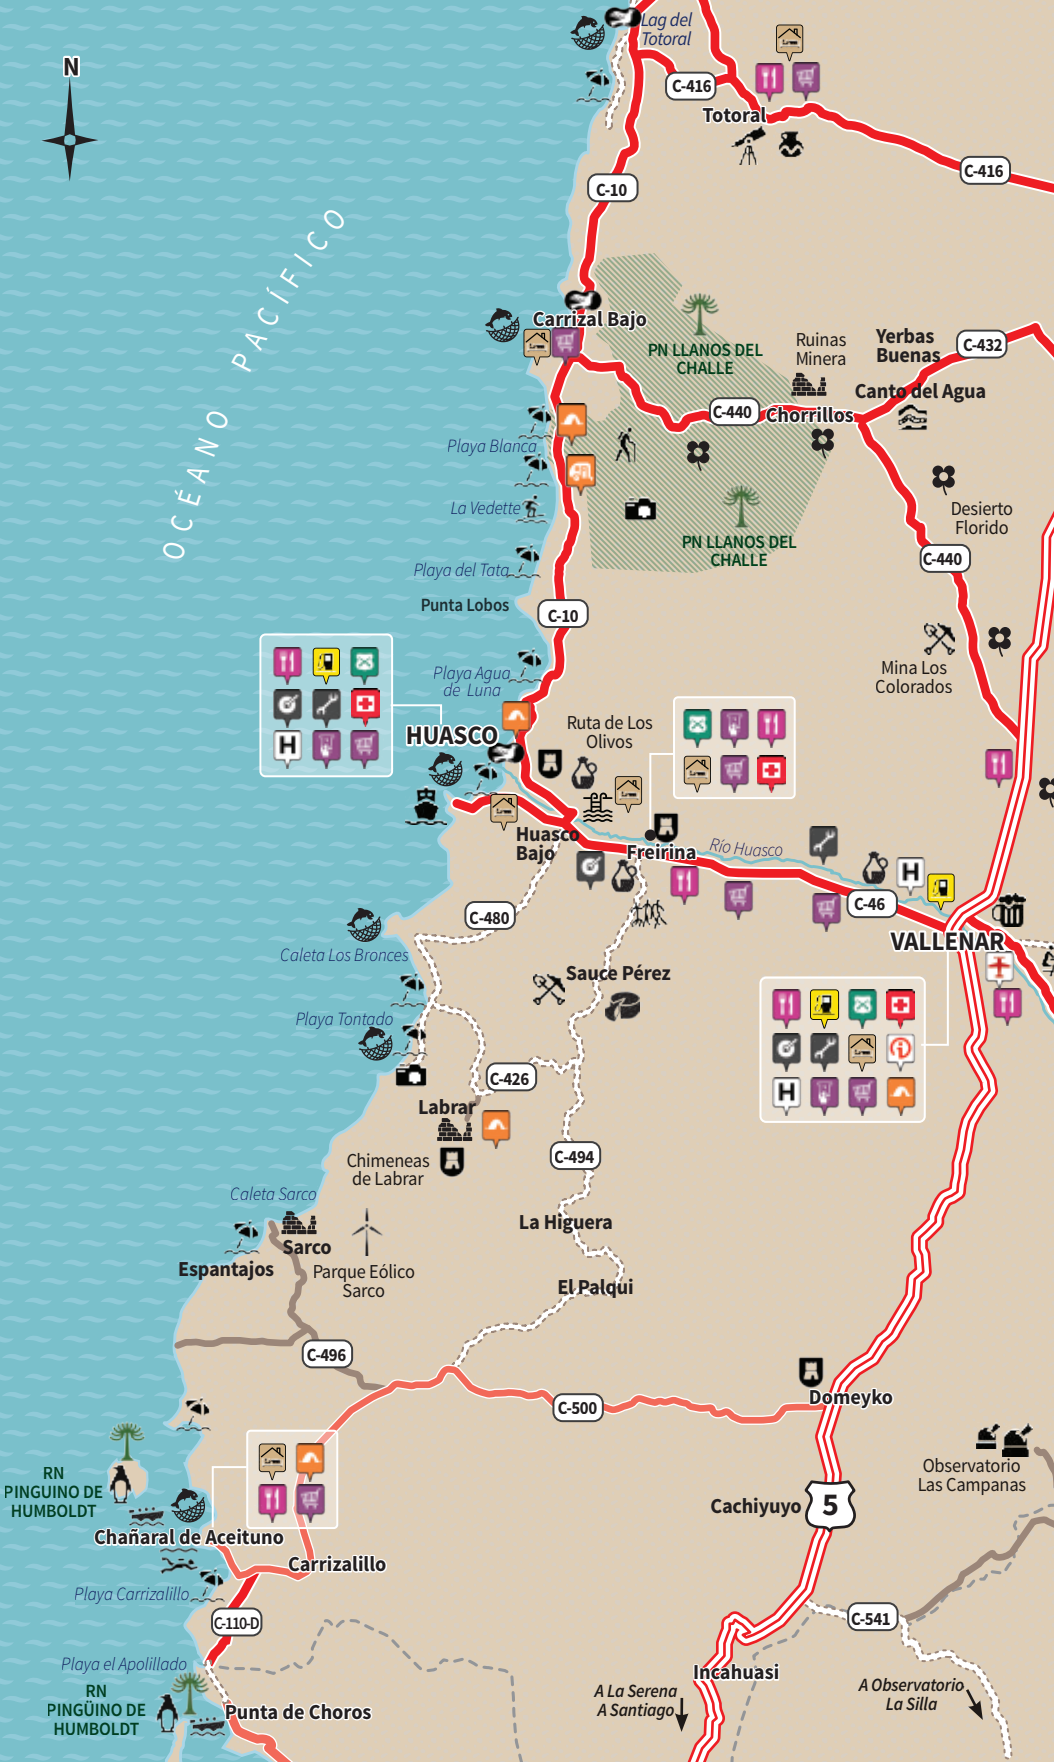 Lag del
Totoral
N
C-416
Totoral
C-416
C-10
OCÉANO PACÍFICO
Carrizal Bajo
PN LLANOS DEL
CHALLE
Ruinas
Minera
Yerbas
Buenas
C-432
Canto del Agua
C-440
Chorrillos
Playa Blanca
La Vedette
Desierto
Florido
PN LLANOS DEL
CHALLE
C-440
Playa del Tata
Punta Lobos
C-10
Mina Los
Colorados
Playa Agua
de Luna
HUASCO
Ruta de Los
Olivos
H
Huasco
Bajo
Freirina
Río Huasco
H
C-46
C-480
VALLENAR
Caleta Los Bronces
Sauce Pérez
Playa Tontado
C-426
H
Labrar
Chimeneas
de Labrar
C-494
Caleta Sarco
La Higuera
Sarco
Espantajos
Parque Eólico
Sarco
El Palqui
C-496
C-500
Domeyko
RN
PINGUINO DE
HUMBOLDT
Observatorio
Las Campanas
Cachiyuyo
5
Chañaral de Aceituno
Carrizalillo
Playa Carrizalillo
C-110-D
C-541
Playa el Apolillado
Incahuasi
RN
PINGÜINO DE
HUMBOLDT
Punta de Choros
A La Serena
A Santiago
A Observatorio
La Silla